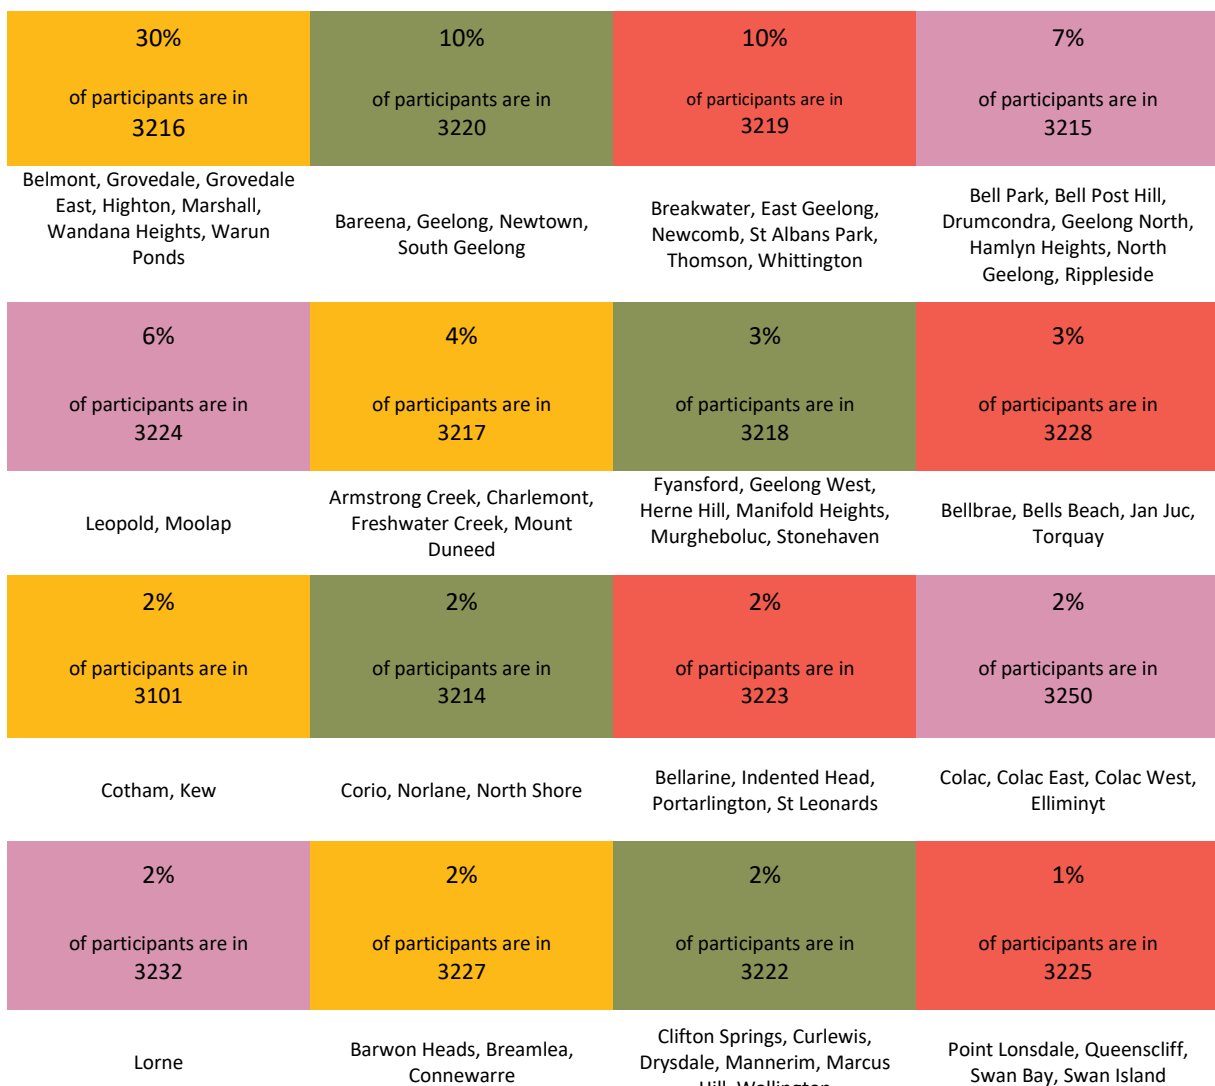 30%
of participants are in
3216
10%
of participants are in
3220
10%
of participants are in
3219
7%
of participants are in
3215
Belmont, Grovedale, Grovedale
East, Highton, Marshall,
Wandana Heights, Warun
Ponds
Bareena, Geelong, Newtown,
South Geelong
Breakwater, East Geelong,
Newcomb, St Albans Park,
Thomson, Whittington
Bell Park, Bell Post Hill,
Drumcondra, Geelong North,
Hamlyn Heights, North
Geelong, Rippleside
6%
of participants are in
3224
4%
of participants are in
3217
3%
of participants are in
3218
3%
of participants are in
3228
Leopold, Moolap
Armstrong Creek, Charlemont,
Freshwater Creek, Mount
Duneed
Fyansford, Geelong West,
Herne Hill, Manifold Heights,
Murgheboluc, Stonehaven
Bellbrae, Bells Beach, Jan Juc,
Torquay
2%
of participants are in
3101
2%
of participants are in
3214
2%
of participants are in
3223
2%
of participants are in
3250
Cotham, Kew
Corio, Norlane, North Shore
Bellarine, Indented Head,
Portarlington, St Leonards
Colac, Colac East, Colac West,
Elliminyt
2%
of participants are in
3232
2%
of participants are in
3227
2%
of participants are in
3222
1%
of participants are in
3225
Lorne
Barwon Heads, Breamlea,
Connewarre
Clifton Springs, Curlewis,
Drysdale, Mannerim, Marcus
Point Lonsdale, Queenscliff,
Swan Bay, Swan Island